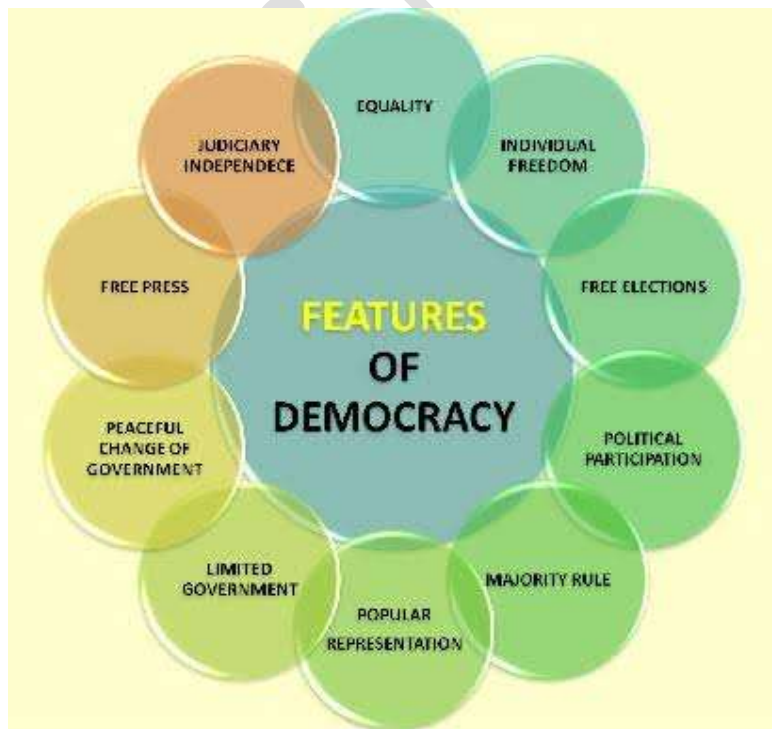 FEATURES
OF
DEMOCRACY
EQUALITY
INDIVIDUAL
FREEDOM
FREE ELECTIONS
POLITICAL
PARTICIPATION
MAJORITY RULE
POPULAR
REPRESENTATION
LIMITED
GOVERNMENT
PEACEFUL
CHANGE OF
GOVERNMENT
FREE PRESS
JUDICIARY
INDEPENDECE